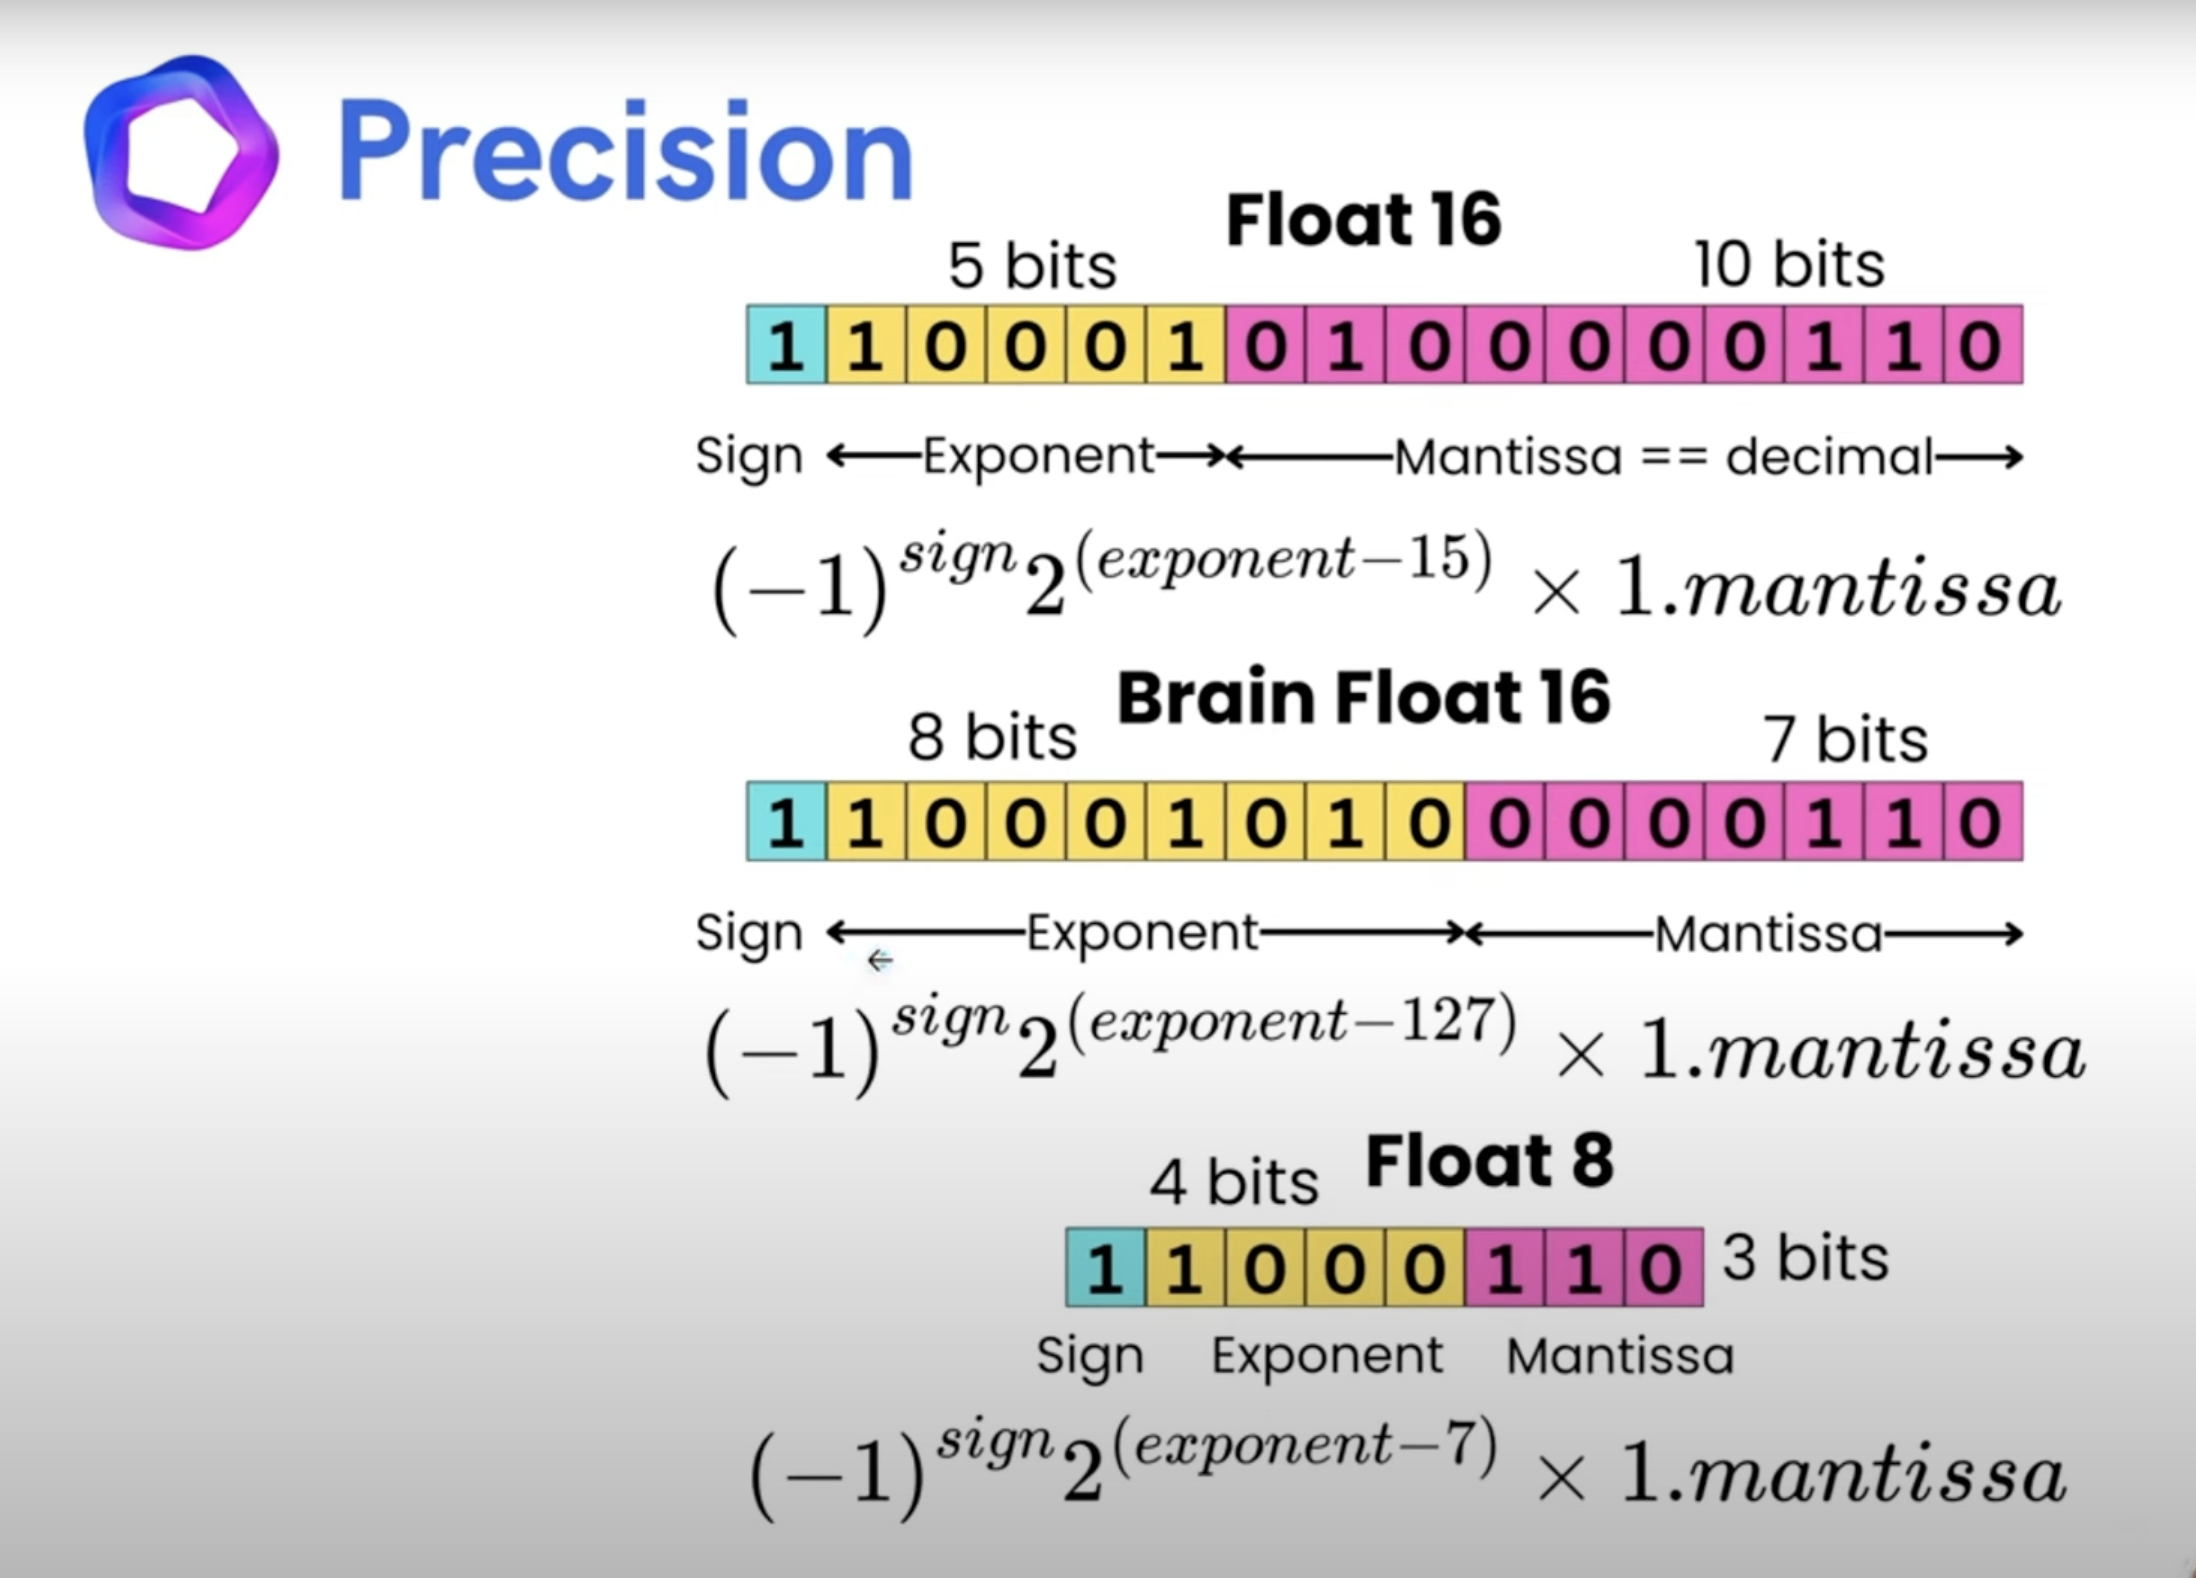 Precision
Float 16
5 bits 10 bits
1 1 0 0 0 1 0 1 0 0 0 0 0 1 1 0
Sign Exponent Mantissa == decimal
(−1)^sign 2^(exponent−15) × 1.mantissa
Brain Float 16
8 bits 7 bits
1 1 0 0 0 1 0 1 0 0 0 0 0 1 1 0
Sign Exponent Mantissa
(−1)^sign 2^(exponent−127) × 1.mantissa
Float 8
4 bits
1 1 0 0 0 1 1 0 3 bits
Sign Exponent Mantissa
(−1)^sign 2^(exponent−7) × 1.mantissa